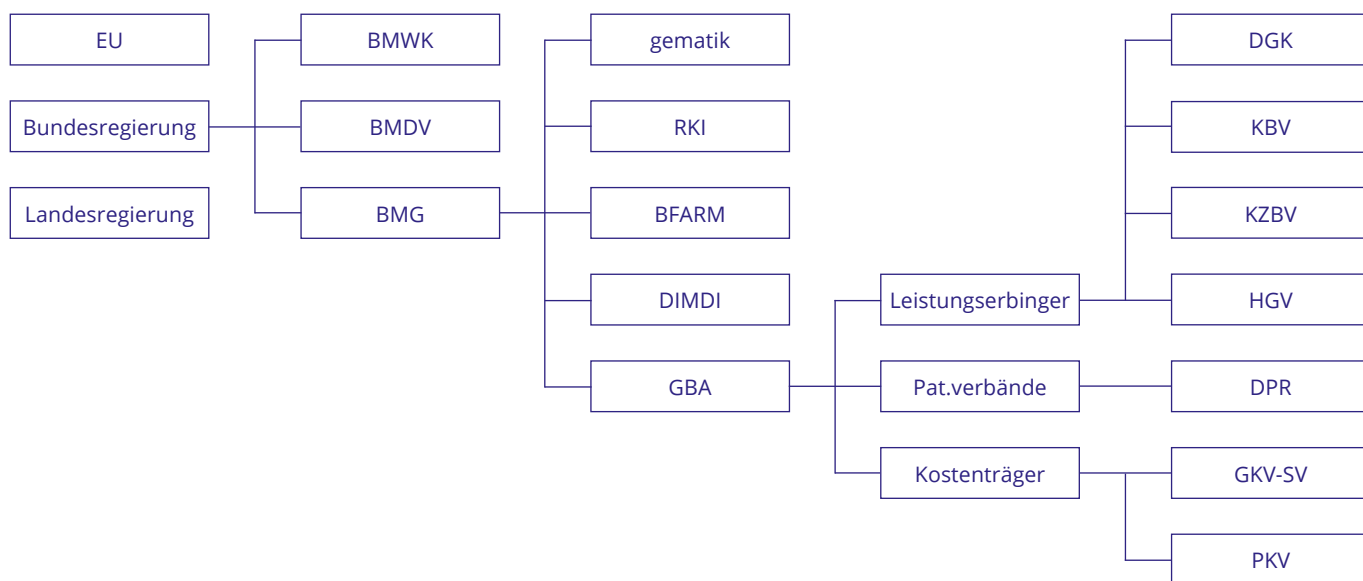 EU
BMWK
gematik
DGK
Bundesregierung
BMDV
RKI
KBV
Landesregierung
BMG
BFARM
KZBV
DIMDI
Leistungserbinger
HGV
GBA
Pat.verbände
DPR
Kostenträger
GKV-SV
PKV